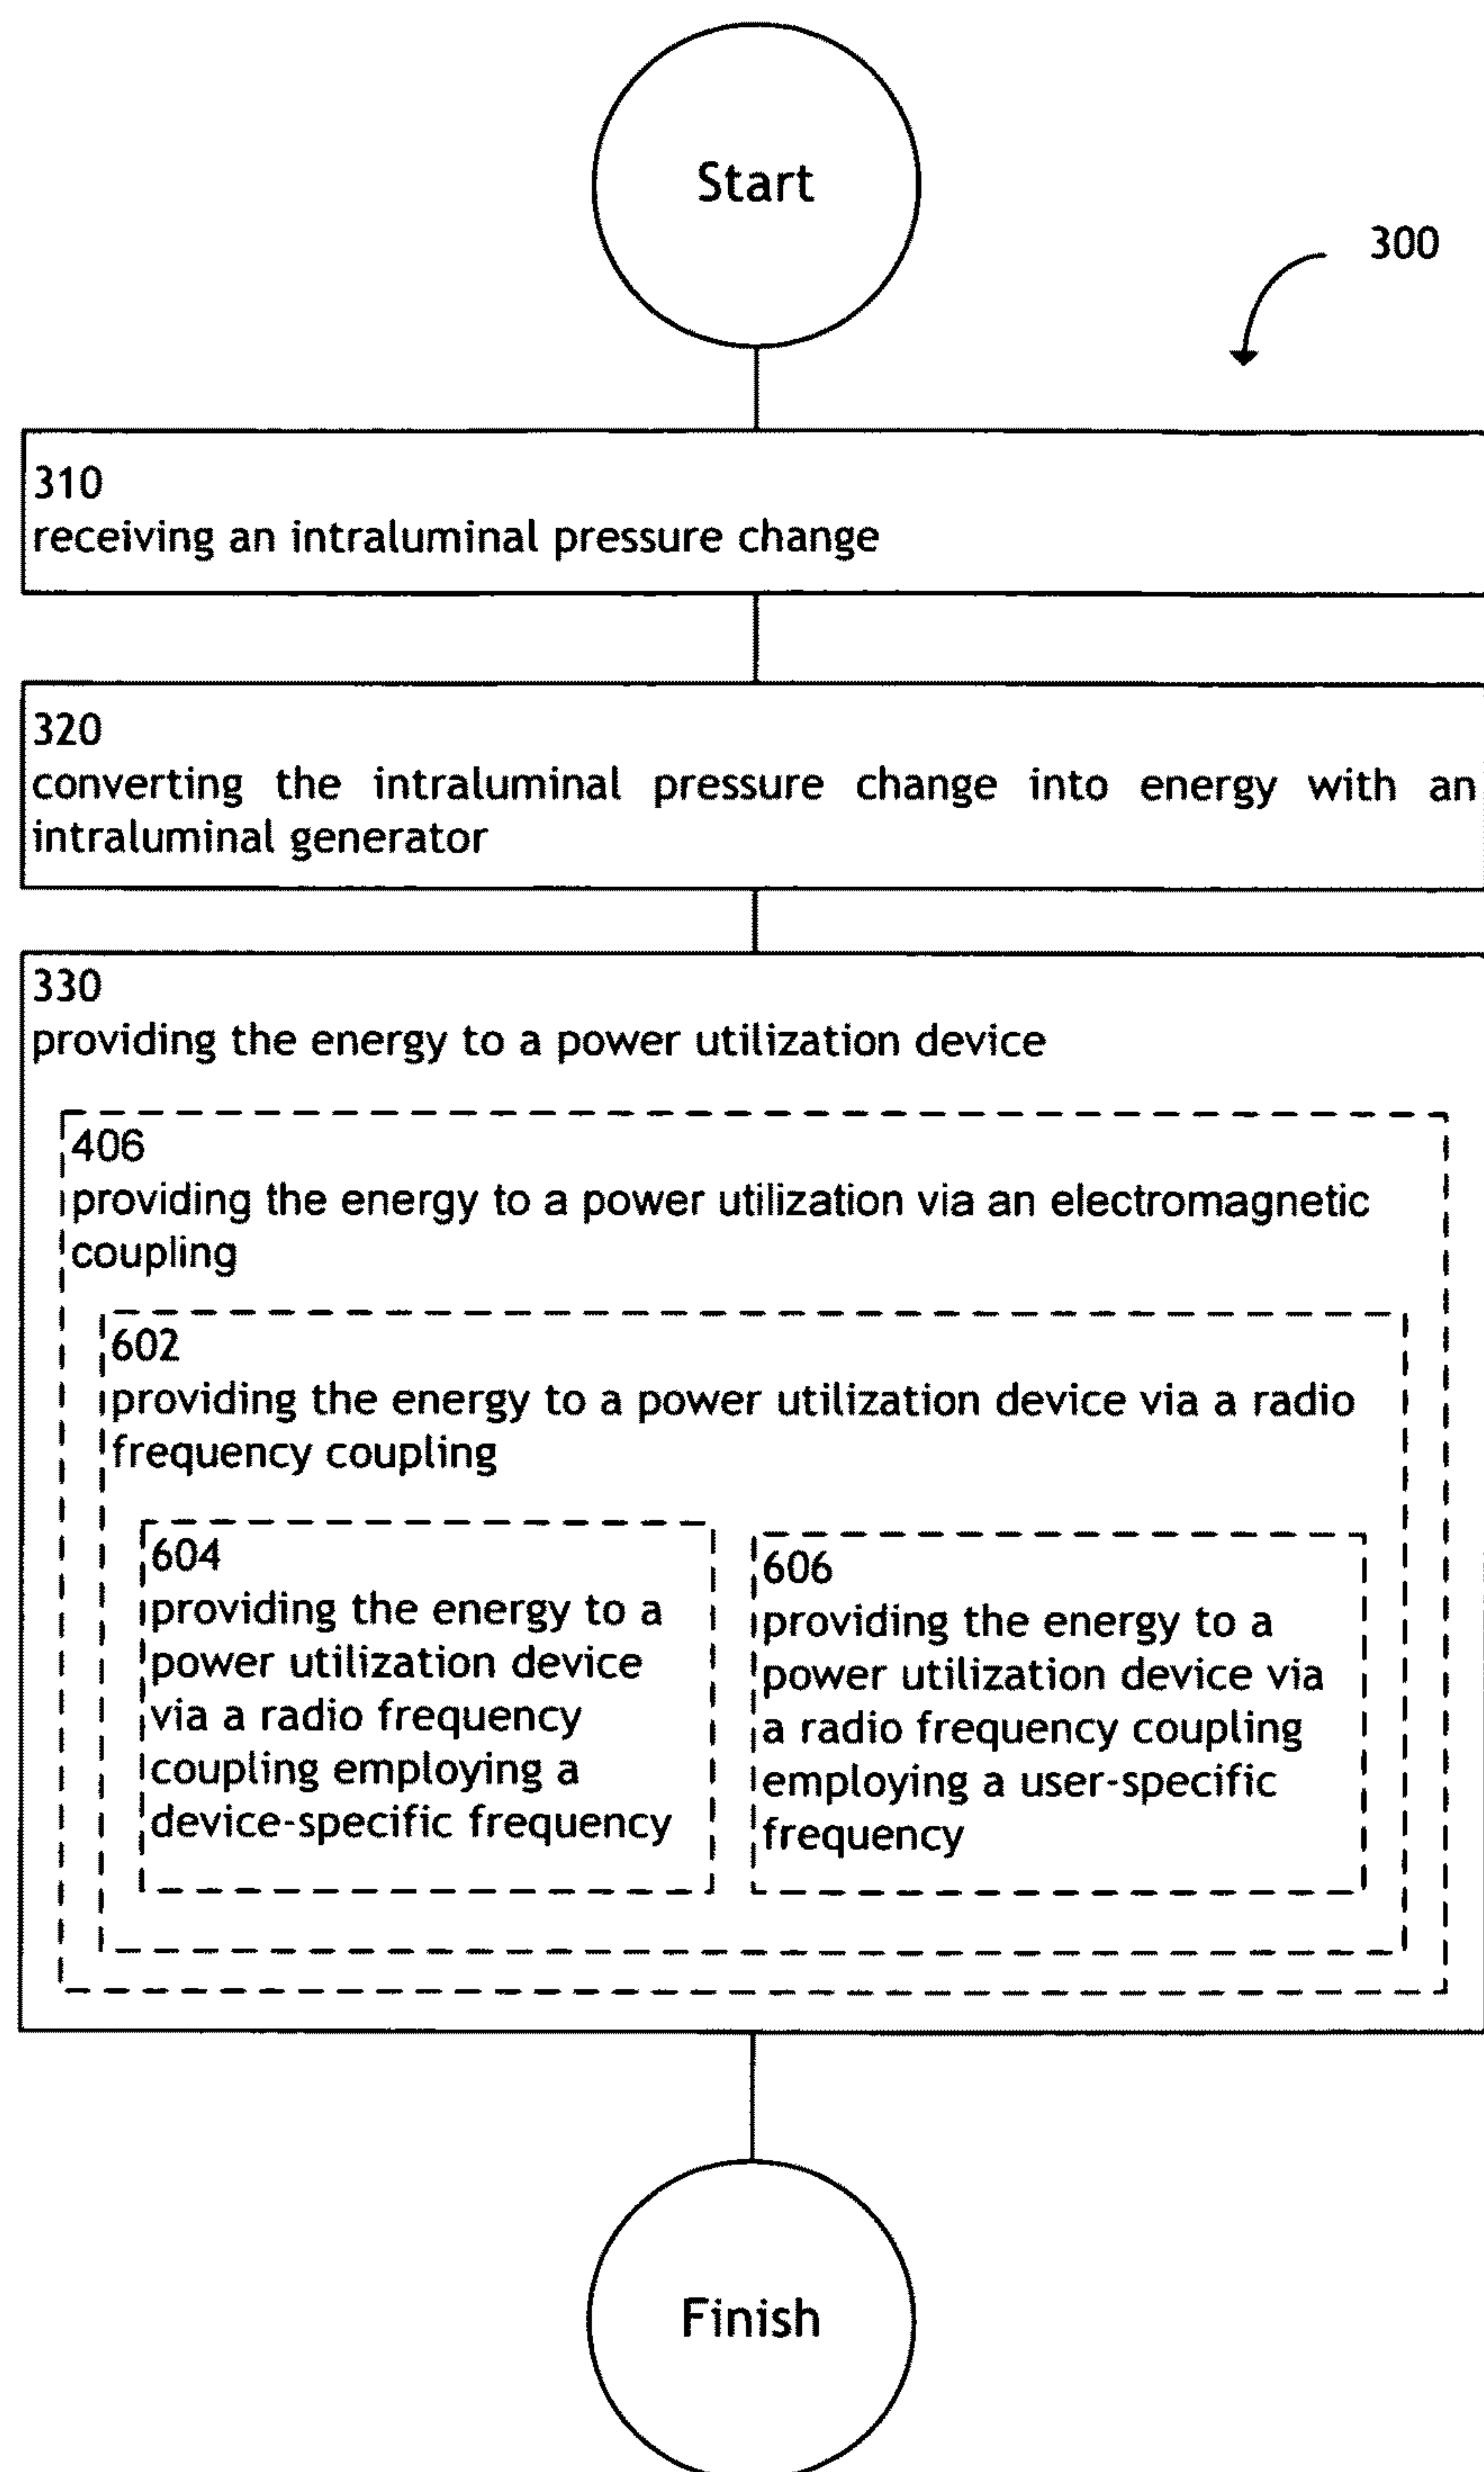 Start
300
310
receiving an intraluminal pressure change
320
converting the intraluminal pressure change into energy with an
intraluminal generator
330
providing the energy to a power utilization device
406
providing the energy to a power utilization via an electromagnetic
coupling
602
providing the energy to a power utilization device via a radio
frequency coupling
604
providing the energy to a
power utilization device
via a radio frequency
coupling employing a
device-specific frequency
606
providing the energy to a
power utilization device via
a radio frequency coupling
employing a user-specific
frequency
Finish